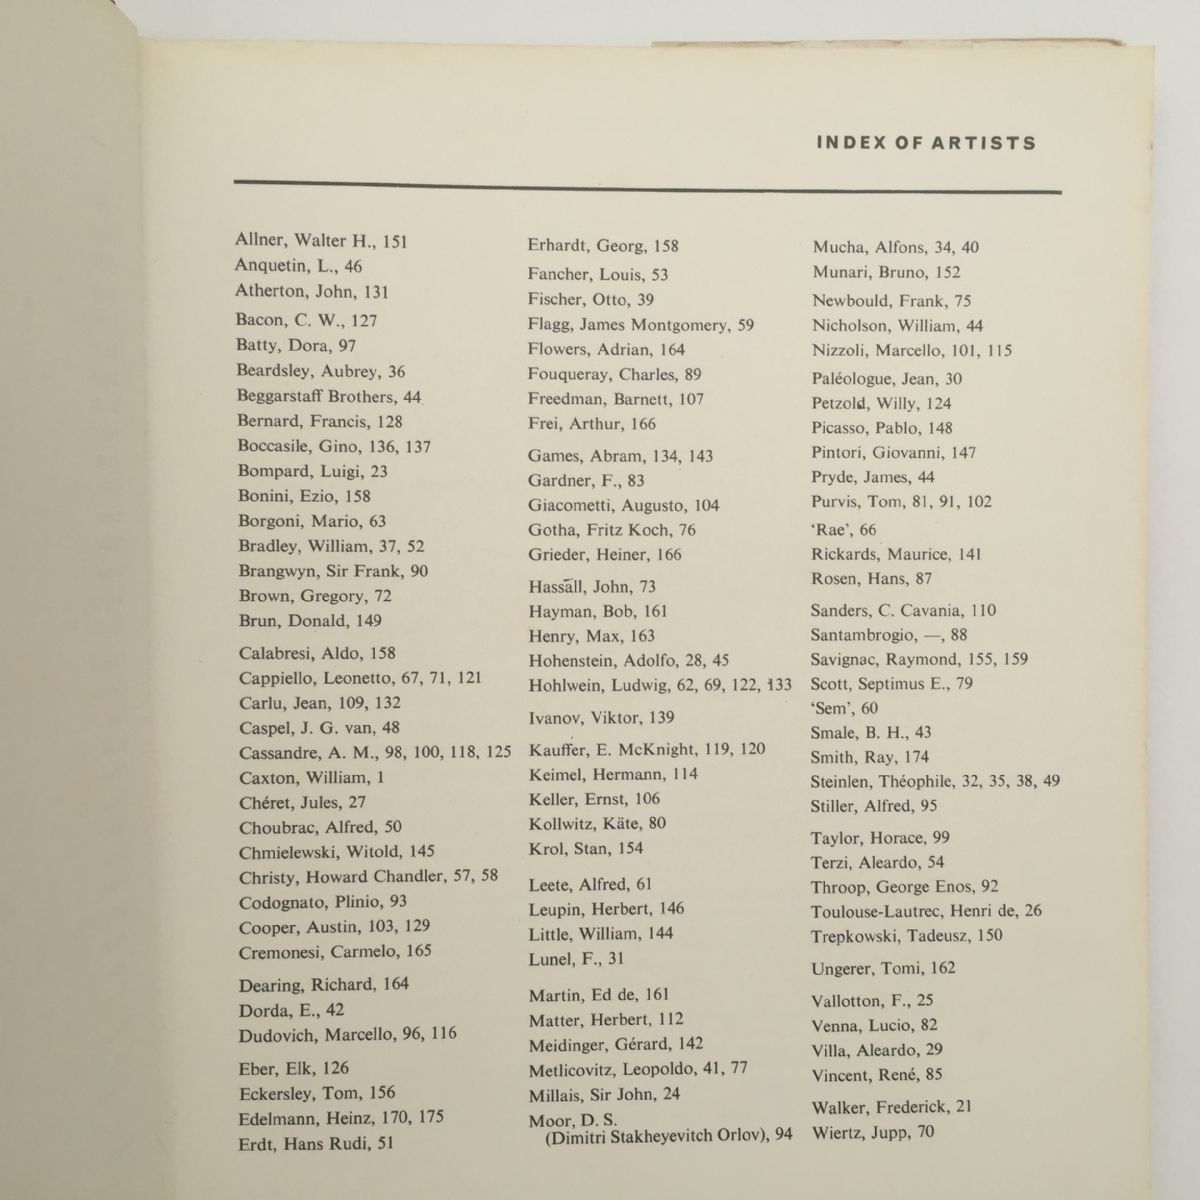 INDEX OF ARTISTS
Allner, Walter H., 151
Anquetin, L., 46
Atherton, John, 131
Bacon, C. W., 127
Batty, Dora, 97
Beardsley, Aubrey, 36
Beggarstaff Brothers, 44
Bernard, Francis, 128
Boccasile, Gino, 136, 137
Bompard, Luigi, 23
Bonini, Ezio, 158
Borgoni, Mario, 63
Bradley, William, 37, 52
Brangwyn, Sir Frank, 90
Brown, Gregory, 72
Brun, Donald, 149
Calabresi, Aldo, 158
Cappiello, Leonetto, 67, 71, 121
Carlu, Jean, 109, 132
Caspel, J. G. van, 48
Cassandre, A. M., 98, 100, 118, 125
Caxton, William, 1
Chéret, Jules, 27
Choubrac, Alfred, 50
Chmielewski, Witold, 145
Christy, Howard Chandler, 57, 58
Codognato, Plinio, 93
Cooper, Austin, 103, 129
Cremonesi, Carmelo, 165
Dearing, Richard, 164
Dorda, E., 42
Dudovich, Marcello, 96, 116
Eber, Elk, 126
Eckersley, Tom, 156
Edelmann, Heinz, 170, 175
Erdt, Hans Rudi, 51
Erhardt, Georg, 158
Fancher, Louis, 53
Fischer, Otto, 39
Flagg, James Montgomery, 59
Flowers, Adrian, 164
Fouqueray, Charles, 89
Freedman, Barnett, 107
Frei, Arthur, 166
Games, Abram, 134, 143
Gardner, F., 83
Giacometti, Augusto, 104
Gotha, Fritz Koch, 76
Grieder, Heiner, 166
Hassall, John, 73
Hayman, Bob, 161
Henry, Max, 163
Hohenstein, Adolfo, 28, 45
Hohlwein, Ludwig, 62, 69, 122, 133
Ivanov, Viktor, 139
Kauffer, E. McKnight, 119, 120
Keimel, Hermann, 114
Keller, Ernst, 106
Kollwitz, Käte, 80
Krol, Stan, 154
Leete, Alfred, 61
Leupin, Herbert, 146
Little, William, 144
Lunel, F., 31
Martin, Ed de, 161
Matter, Herbert, 112
Meidinger, Gérard, 142
Metlicovitz, Leopoldo, 41, 77
Millais, Sir John, 24
Moor, D. S.
(Dimitri Stakheyevitch Orlov), 94
Mucha, Alfons, 34, 40
Munari, Bruno, 152
Newbould, Frank, 75
Nicholson, William, 44
Nizzoli, Marcello, 101, 115
Paléologue, Jean, 30
Petzold, Willy, 124
Picasso, Pablo, 148
Pintori, Giovanni, 147
Pryde, James, 44
Purvis, Tom, 81, 91, 102
‘Rae’, 66
Rickards, Maurice, 141
Rosen, Hans, 87
Sanders, C. Cavania, 110
Santambrogio, —, 88
Savignac, Raymond, 155, 159
Scott, Septimus E., 79
‘Sem’, 60
Smale, B. H., 43
Smith, Ray, 174
Steinlen, Théophile, 32, 35, 38, 49
Stiller, Alfred, 95
Taylor, Horace, 99
Terzi, Aleardo, 54
Throop, George Enos, 92
Toulouse-Lautrec, Henri de, 26
Trepkowski, Tadeusz, 150
Ungerer, Tomi, 162
Vallotton, F., 25
Venna, Lucio, 82
Villa, Aleardo, 29
Vincent, René, 85
Walker, Frederick, 21
Wiertz, Jupp, 70